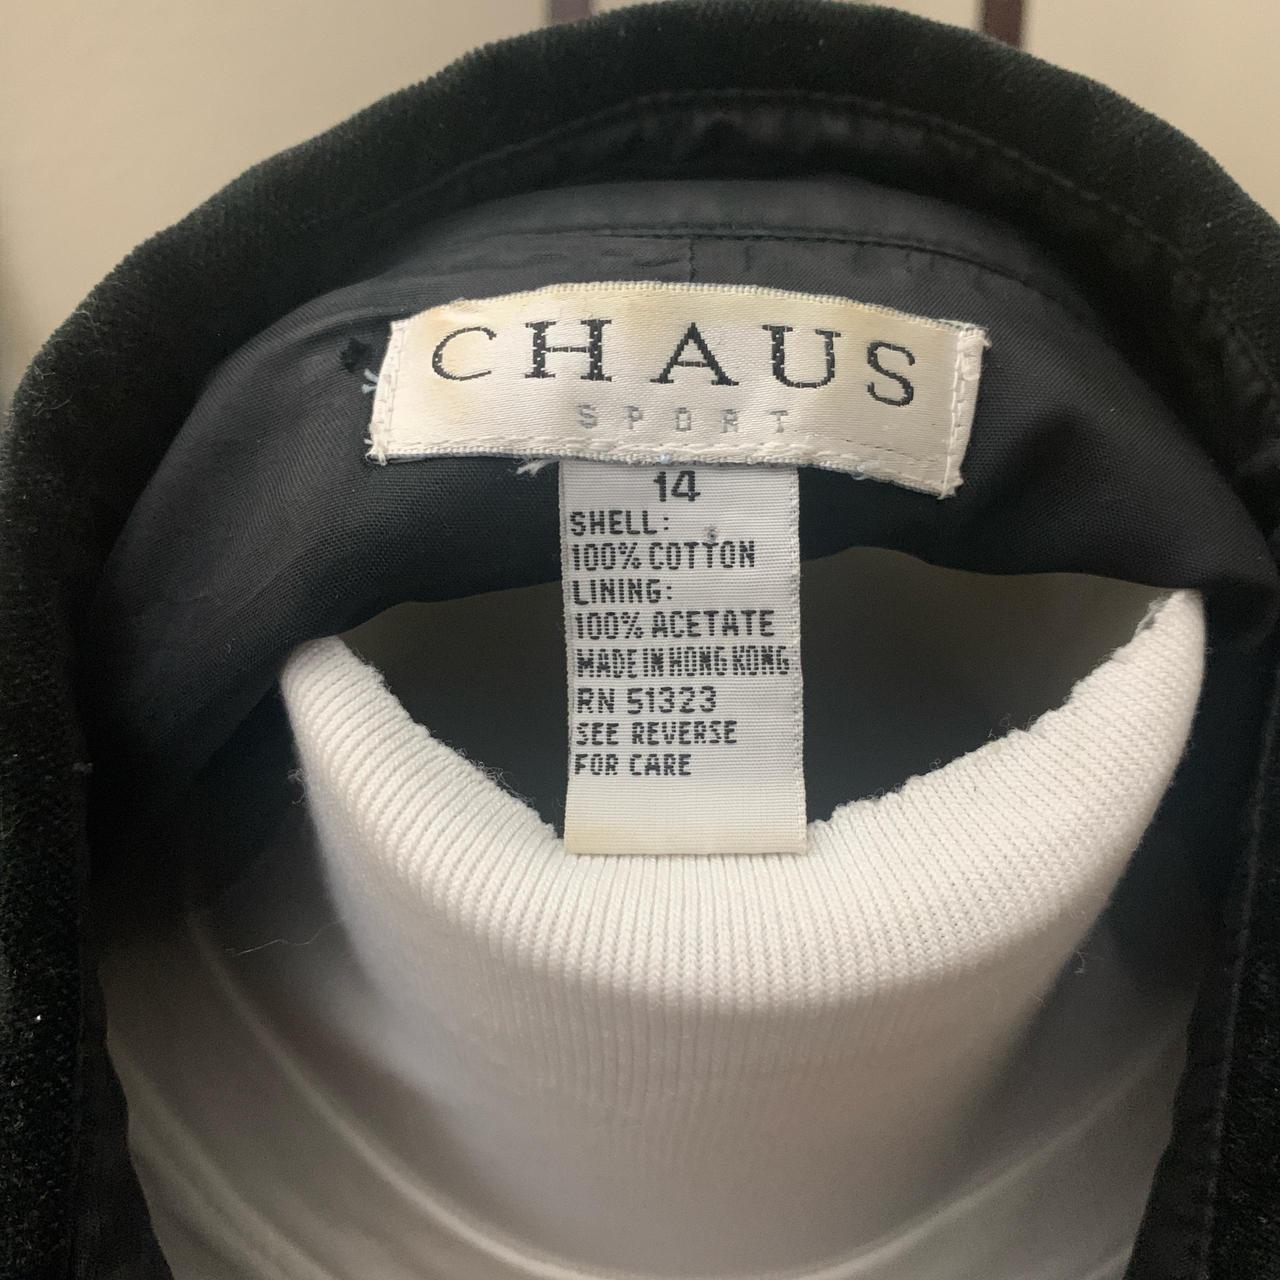 CHAUS
SPORT
14
SHELL:
100% COTTON
LINING:
100% ACETATE
MADE IN HONG KONG
RN 51323
SEE REVERSE
FOR CARE